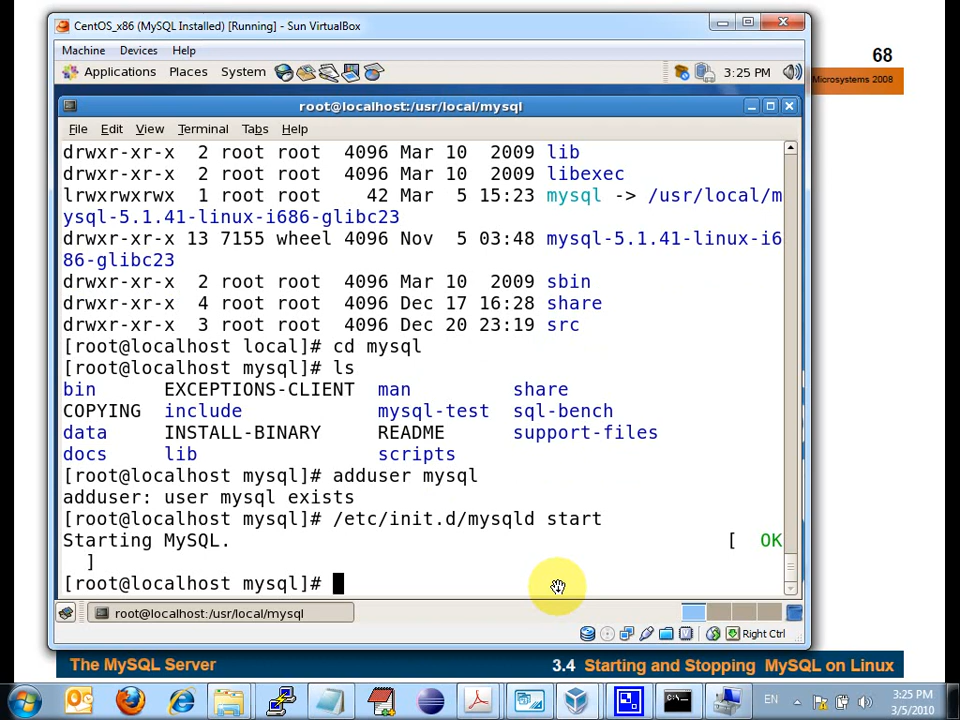 CentOS_x86 (MySQL Installed) [Running] - Sun VirtualBox
Machine Devices Help
68
Microsystems 2008
Applications Places System 3:25 PM
root@localhost:/usr/local/mysql
File Edit View Terminal Tabs Help
drwxr-xr-x 2 root root 4096 Mar 10 2009 lib
drwxr-xr-x 2 root root 4096 Mar 10 2009 libexec
lrwxrwxrwx 1 root root 42 Mar 5 15:23 mysql -> /usr/local/m
ysql-5.1.41-linux-i686-glibc23
drwxr-xr-x 13 7155 wheel 4096 Nov 5 03:48 mysql-5.1.41-linux-i6
86-glibc23
drwxr-xr-x 2 root root 4096 Mar 10 2009 sbin
drwxr-xr-x 4 root root 4096 Dec 17 16:28 share
drwxr-xr-x 3 root root 4096 Dec 20 23:19 src
[root@localhost local]# cd mysql
[root@localhost mysql]# ls
bin EXCEPTIONS-CLIENT man share
COPYING include mysql-test sql-bench
data INSTALL-BINARY README support-files
docs lib scripts
[root@localhost mysql]# adduser mysql
adduser: user mysql exists
[root@localhost mysql]# /etc/init.d/mysqld start
Starting MySQL. [ OK
]
[root@localhost mysql]#
root@localhost:/usr/local/mysql
Right Ctrl
The MySQL Server 3.4 Starting and Stopping MySQL on Linux
EN 3:25 PM
3/5/2010